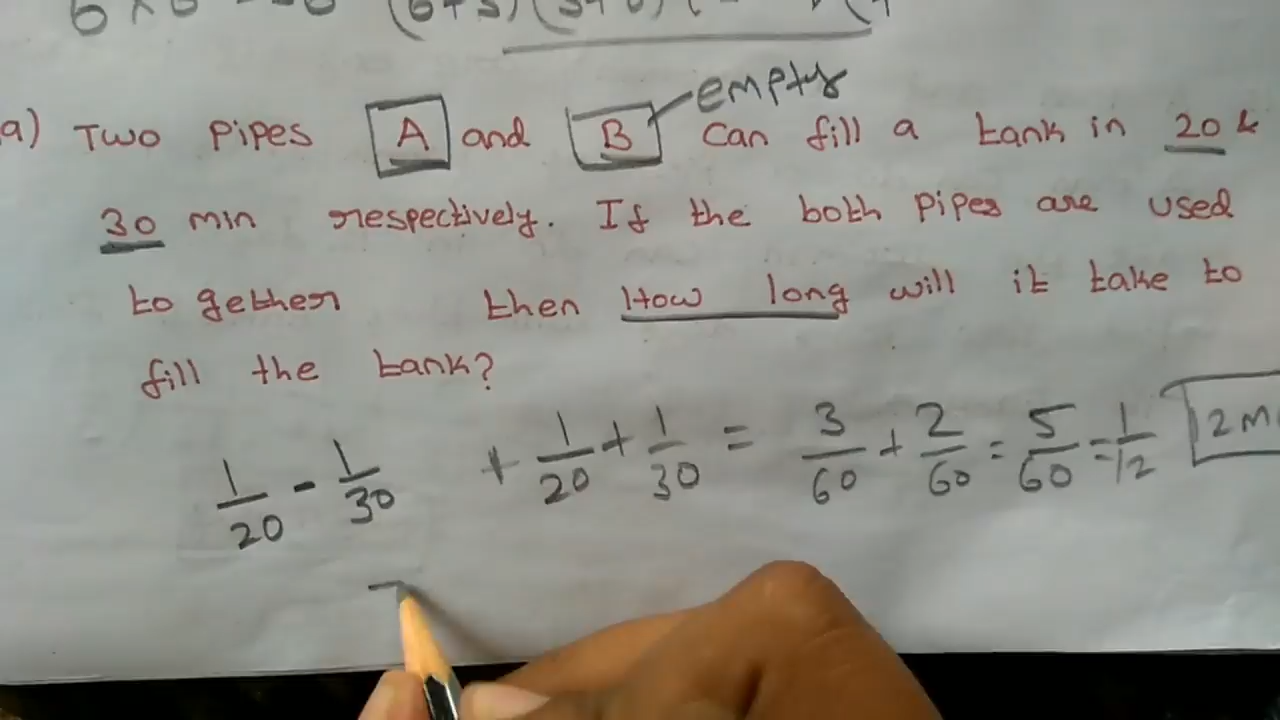 empty
a) Two Pipes A and B can fill a tank in 20 &
30 min respectively. If the both pipes are used
to gether then How long will it take to
fill the tank?
1/20 - 1/30 + 1/20 + 1/30 = 3/60 + 2/60 = 5/60 = 1/12